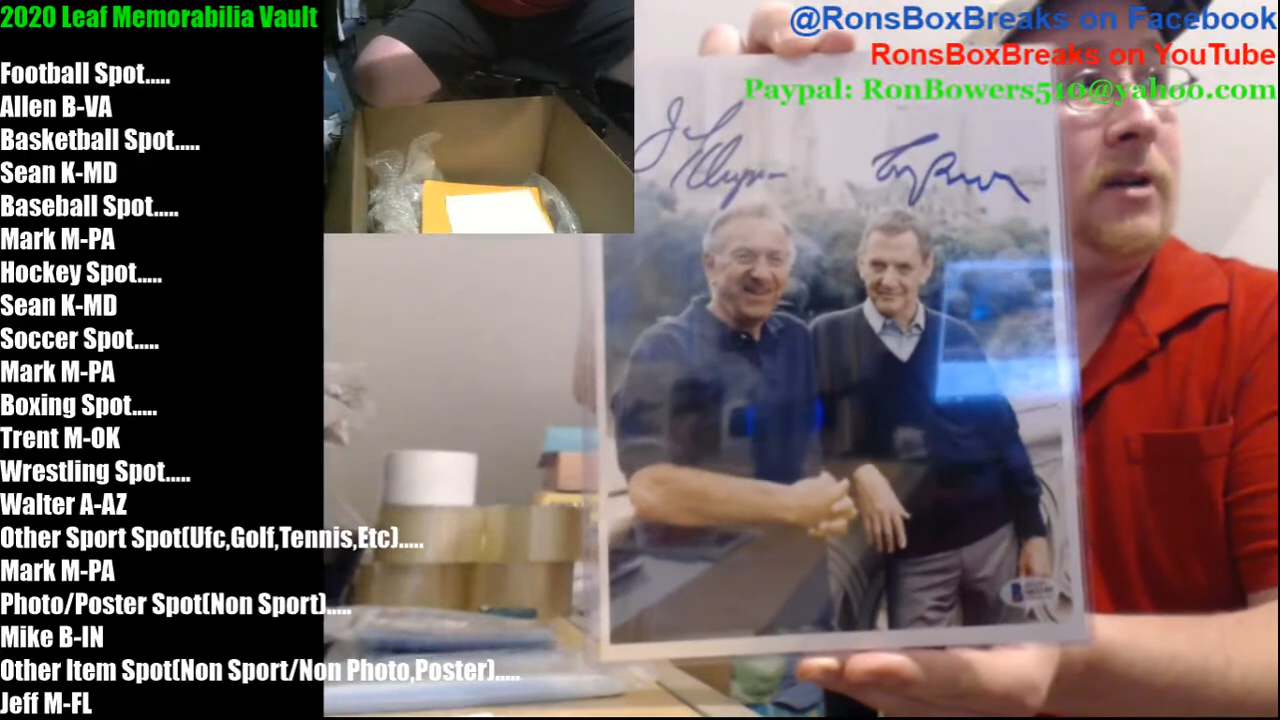 2020 Leaf Memorabilia Vault
Football Spot.....
Allen B-VA
Basketball Spot.....
Sean K-MD
Baseball Spot.....
Mark M-PA
Hockey Spot.....
Sean K-MD
Soccer Spot.....
Mark M-PA
Boxing Spot.....
Trent M-OK
Wrestling Spot.....
Walter A-AZ
Other Sport Spot(Ufc,Golf,Tennis,Etc).....
Mark M-PA
Photo/Poster Spot(Non Sport).....
Mike B-IN
Other Item Spot(Non Sport/Non Photo,Poster).....
Jeff M-FL
@RonsBoxBreaks on Facebook
RonsBoxBreaks on YouTube
Paypal: RonBowers510@yahoo.com